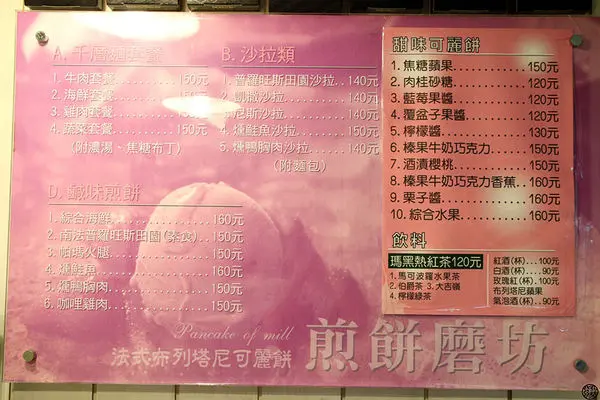 A. 千層麵套餐
1. 牛肉套餐............150元
2. 海鮮套餐............150元
3. 雞肉套餐............150元
4. 蔬菜套餐............150元
(附濃湯、焦糖布丁)
B. 沙拉類
1. 普羅旺斯田園沙拉..140元
2. 凱撒沙拉............140元
3. 尼斯沙拉............140元
4. 燻鮭魚沙拉..........150元
5. 燻鴨胸肉沙拉........140元
(附麵包)
D. 鹹味煎餅
1. 綜合海鮮............160元
2. 南法普羅旺斯田園(素食)...150元
3. 帕瑪火腿............150元
4. 燻鮭魚..............160元
5. 燻鴨胸肉............150元
6. 咖哩雞肉............150元
甜味可麗餅
1. 焦糖蘋果............150元
2. 肉桂砂糖............120元
3. 藍莓果醬............120元
4. 覆盆子果醬..........120元
5. 檸檬醬..............130元
6. 榛果牛奶巧克力......150元
7. 酒漬櫻桃............150元
8. 榛果牛奶巧克力香蕉..160元
9. 栗子醬..............160元
10. 綜合水果...........160元
飲料
瑪黑熱紅茶120元
1. 馬可波羅水果茶
2. 伯爵茶 3. 大吉嶺
4. 檸檬綠茶
紅酒(杯)...100元
白酒(杯)....90元
玫瑰紅(杯)..100元
布列塔尼蘋果
氣泡酒(杯)...90元
Pancake of mill
法式布列塔尼可麗餅
煎餅磨坊